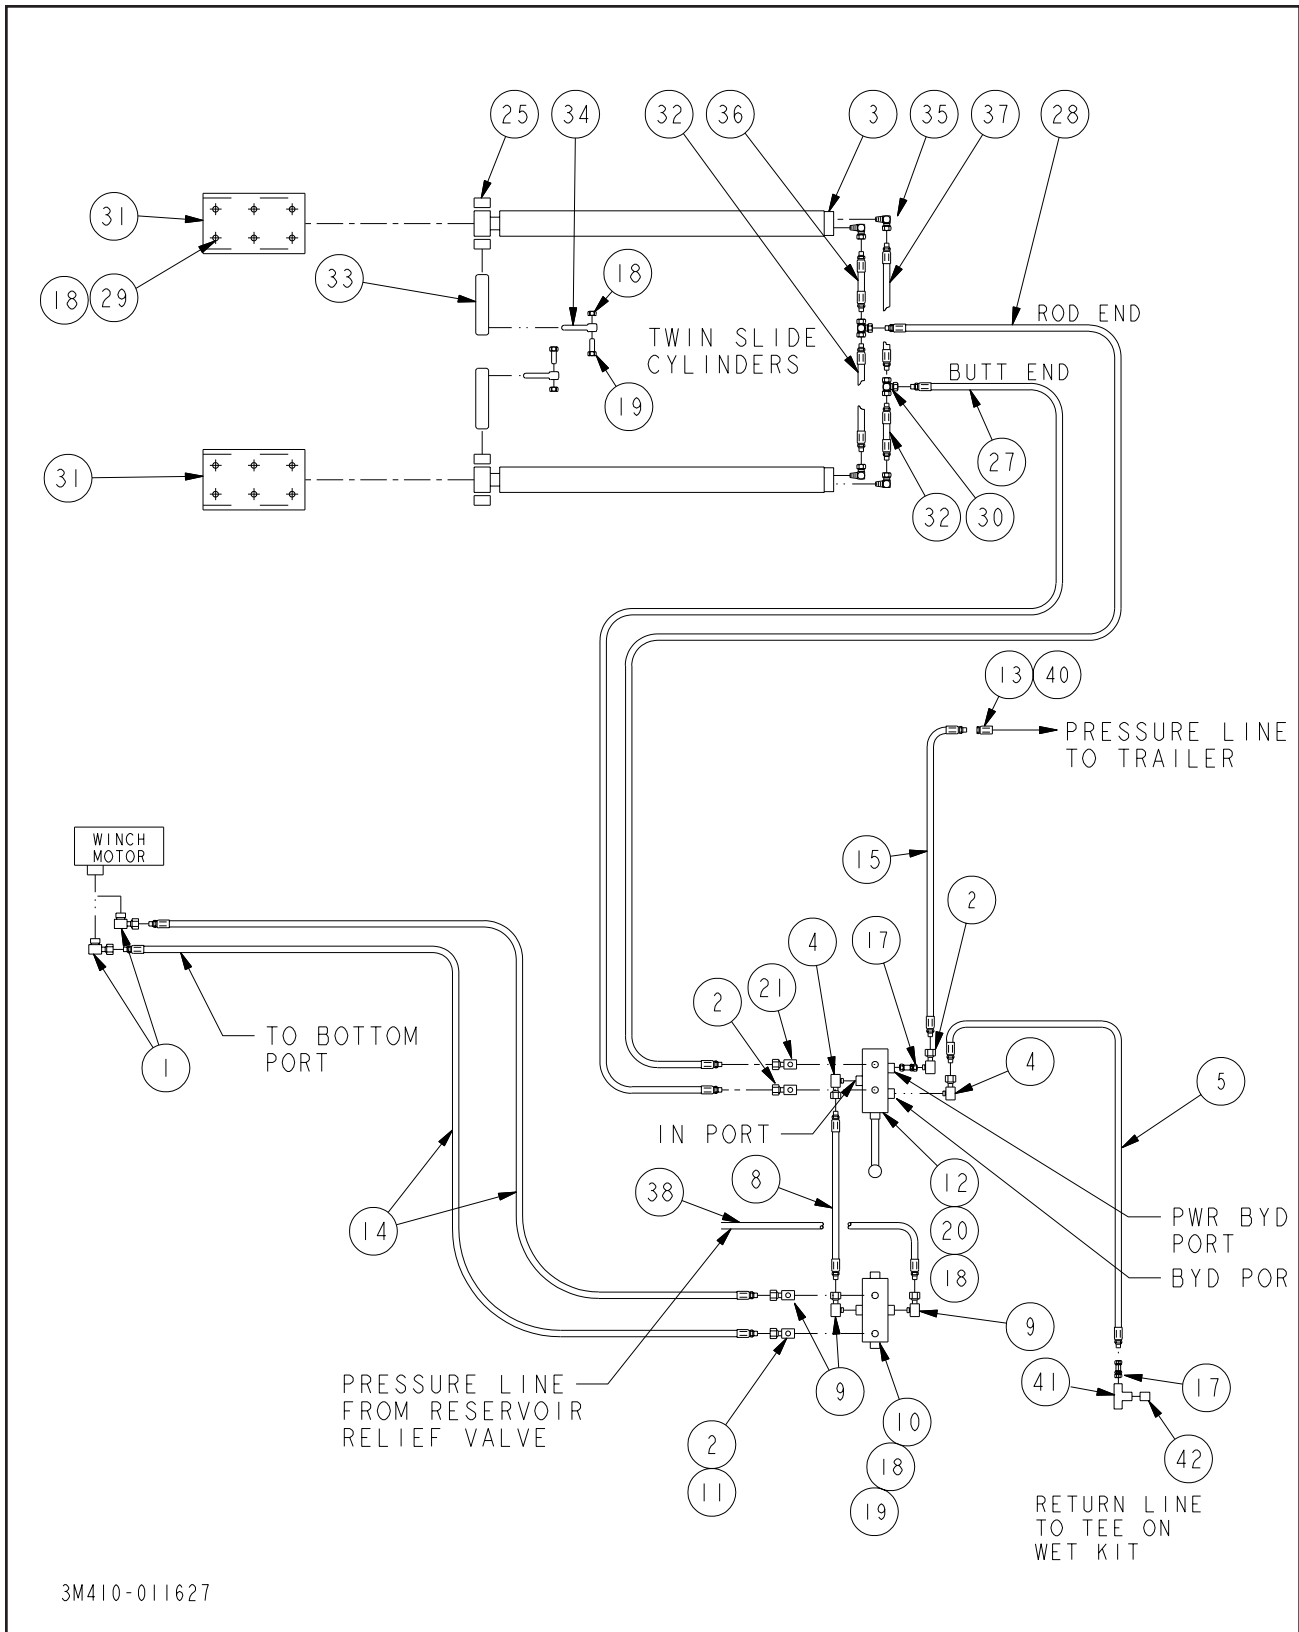 25 34 32 36 3 35 37 28
31
18 29
33
18
TWIN SLIDE
CYLINDERS
19
ROD END
BUTT END
27
31
32 30
13 40
PRESSURE LINE
TO TRAILER
WINCH
MOTOR
15
2
4
17
2
21
TO BOTTOM
PORT
1
4
5
IN PORT
8
38
12
20
18
14
PWR BYD
PORT
BYD POR
9
9
PRESSURE LINE
FROM RESERVOIR
RELIEF VALVE
2
11
10
18
19
41
17
42
RETURN LINE
TO TEE ON
WET KIT
3M410-011627